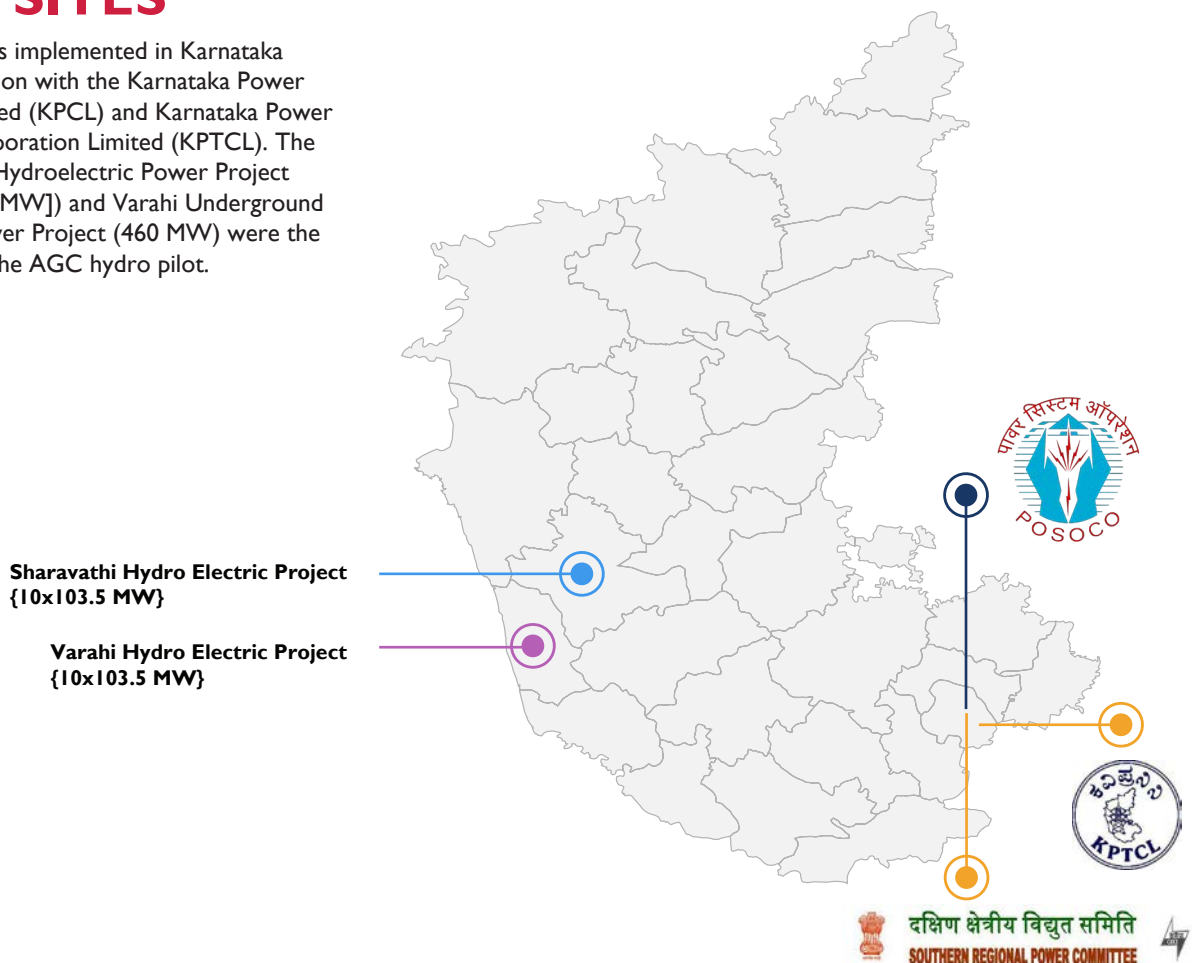 SITES
s implemented in Karnataka
on with the Karnataka Power
ed (KPCL) and Karnataka Power
poration Limited (KPTCL). The
Hydroelectric Power Project
MW]) and Varahi Underground
ver Project (460 MW) were the
he AGC hydro pilot.
पावर सिस्टम ऑपरेशन
POSOCO
Sharavathi Hydro Electric Project
{10x103.5 MW}
Varahi Hydro Electric Project
{10x103.5 MW}
ಕವಿಪ್ರನಿನಿ
KPTCL
दक्षिण क्षेत्रीय विद्युत समिति
SOUTHERN REGIONAL POWER COMMITTEE